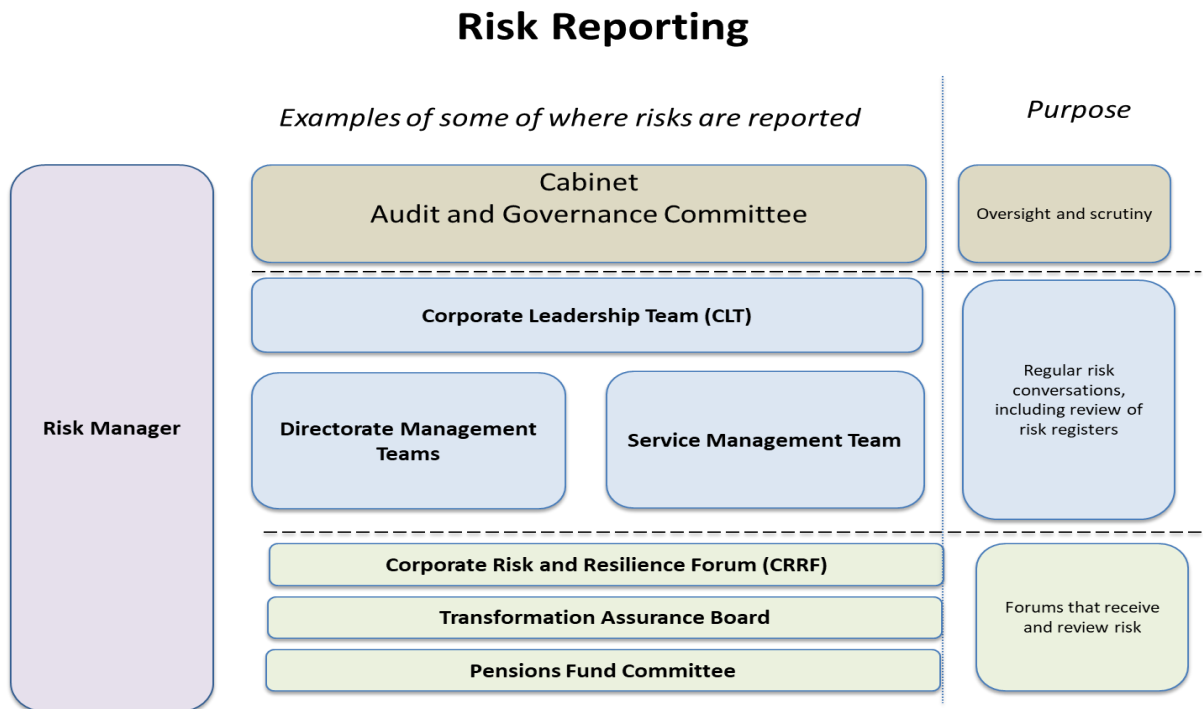 Risk Reporting
Examples of some of where risks are reported
Purpose
Risk Manager
Cabinet
Audit and Governance Committee
Oversight and scrutiny
Corporate Leadership Team (CLT)
Directorate Management
Teams
Service Management Team
Regular risk
conversations,
including review of
risk registers
Corporate Risk and Resilience Forum (CRRF)
Transformation Assurance Board
Pensions Fund Committee
Forums that receive
and review risk